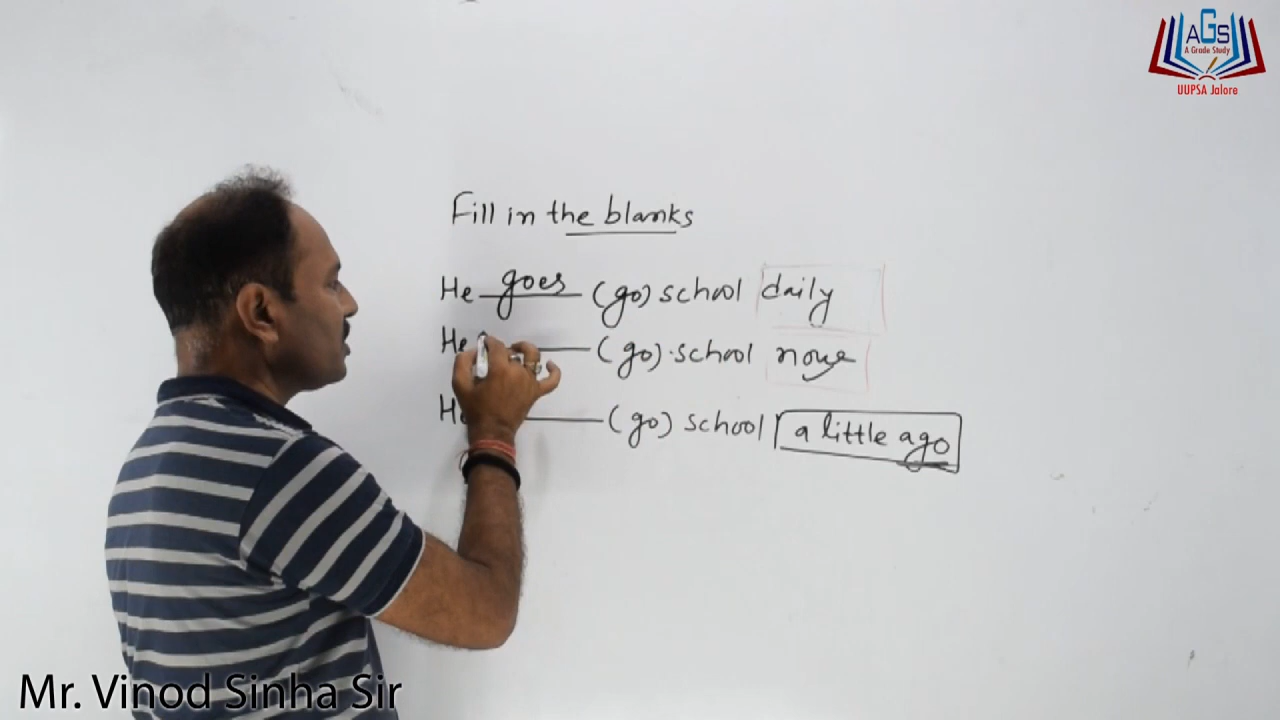 AGS
A Grade Study
UUPSA Jalore
Fill in the blanks
He goes (go) school daily
He (go) school
He (go) school a little ago
Mr. Vinod Sinha Sir